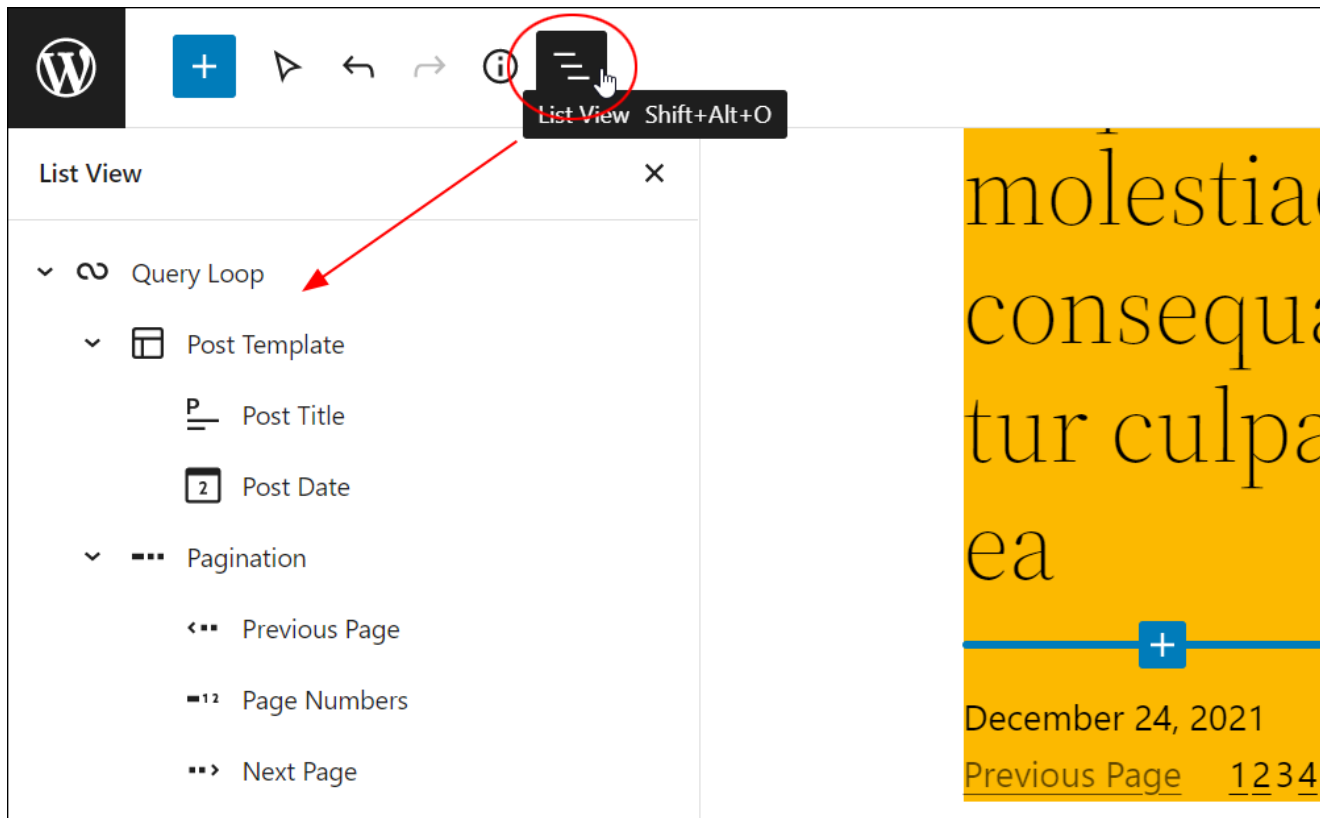 List View Shift+Alt+O
List View
Query Loop
Post Template
Post Title
Post Date
Pagination
Previous Page
Page Numbers
Next Page
consequa
tur culpa
ea
December 24, 2021
Previous Page 1 2 3 4